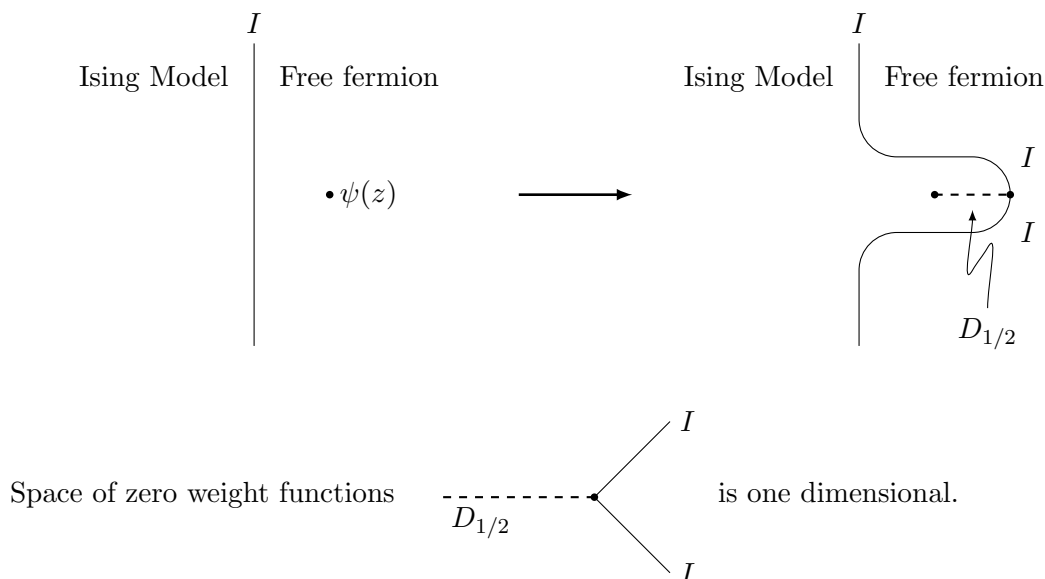 I I
Ising Model Free fermion Ising Model Free fermion
I
ψ(z)
I
D_{1/2}
I
Space of zero weight functions is one dimensional.
D_{1/2}
I